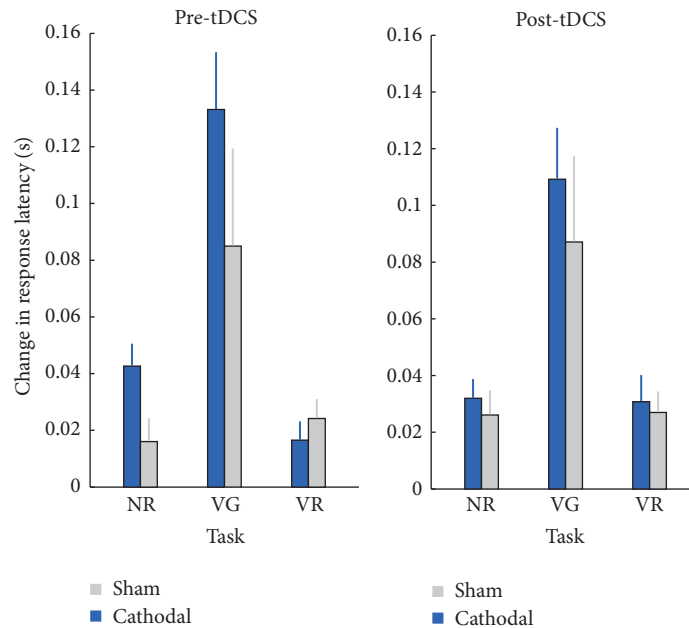 Pre-tDCS
0.16
0.14
0.12
0.1
0.08
0.06
0.04
0.02
0
Change in response latency (s)
NR VG VR
Task
Sham
Cathodal
Post-tDCS
0.16
0.14
0.12
0.1
0.08
0.06
0.04
0.02
0
NR VG VR
Task
Sham
Cathodal